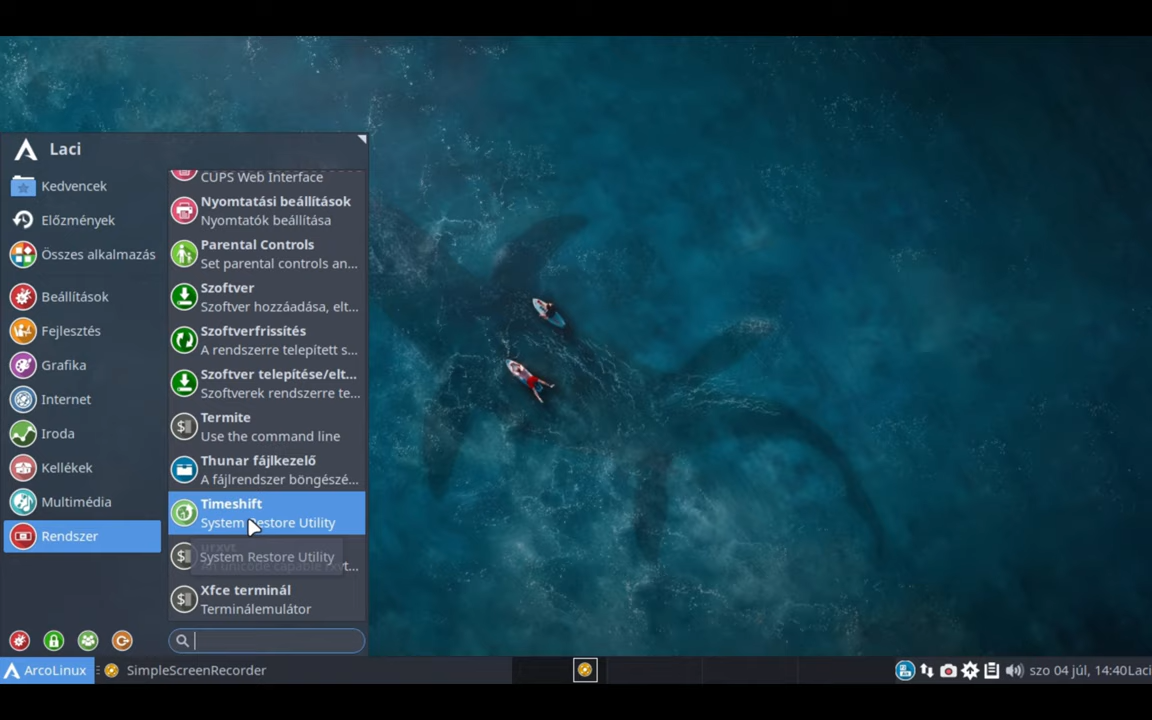 Laci
Kedvencek
Előzmények
Összes alkalmazás
Beállítások
Fejlesztés
Grafika
Internet
Iroda
Kellékek
Multimédia
Rendszer
CUPS Web Interface
Nyomtatási beállítások
Nyomtatók beállítása
Parental Controls
Set parental controls an...
Szoftver
Szoftver hozzáadása, elt...
Szoftverfrissítés
A rendszerre telepített s...
Szoftver telepítése/elt...
Szoftverek rendszerre te...
Termite
Use the command line
Thunar fájlkezelő
A fájlrendszer böngészé...
Timeshift
System Restore Utility
System Restore Utility
Xfce terminál
Terminálemulátor
ArcoLinux
SimpleScreenRecorder
szo 04 júl, 14:40
Laci